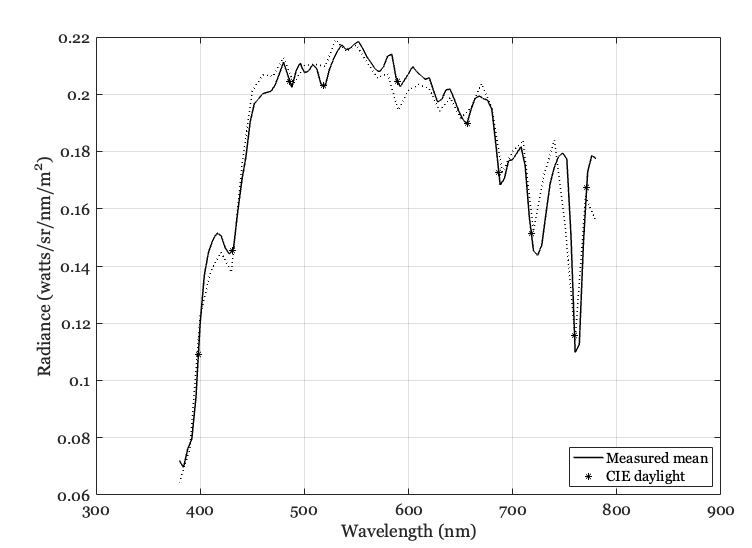 0.22
0.2
0.18
0.16
0.14
0.12
0.1
0.08
0.06
Radiance (watts/sr/nm/m²)
300 400 500 600 700 800 900
Wavelength (nm)
Measured mean
CIE daylight